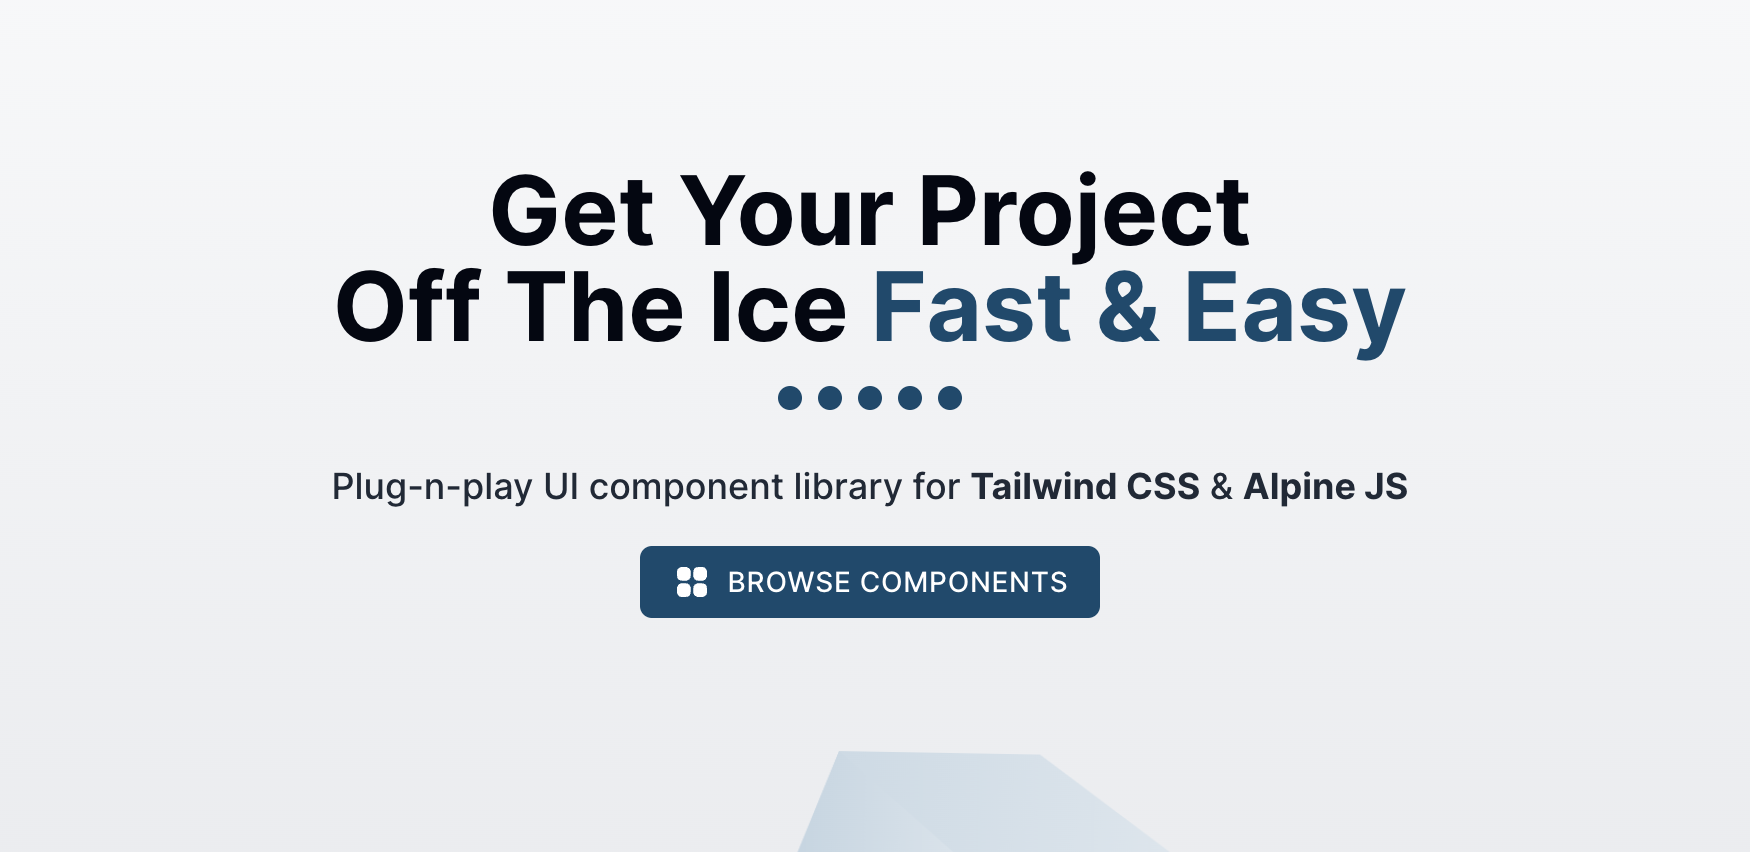 Get Your Project
Off The Ice Fast & Easy
Plug-n-play UI component library for Tailwind CSS & Alpine JS
BROWSE COMPONENTS